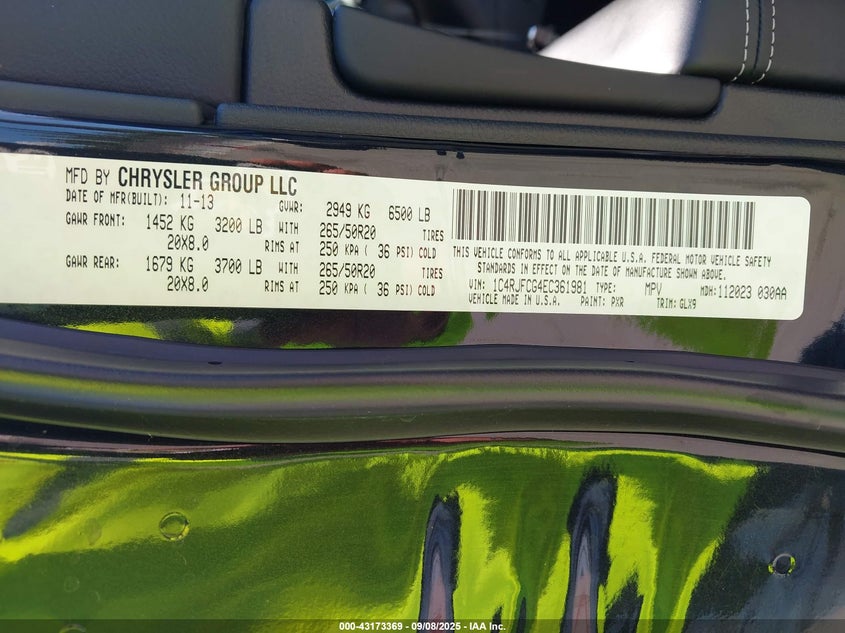 MFD BY CHRYSLER GROUP LLC
DATE OF MFR(BUILT): 11-13 GVWR: 2949 KG 6500 LB
GAWR FRONT: 1452 KG 3200 LB WITH 265/50R20 TIRES
20X8.0 RIMS AT 250 KPA ( 36 PSI) COLD
GAWR REAR: 1679 KG 3700 LB WITH 265/50R20 TIRES
20X8.0 RIMS AT 250 KPA ( 36 PSI) COLD
THIS VEHICLE CONFORMS TO ALL APPLICABLE U.S.A. FEDERAL MOTOR VEHICLE SAFETY
STANDARDS IN EFFECT ON THE DATE OF MANUFACTURE SHOWN ABOVE.
VIN: 1C4RJFCG4EC361981 TYPE: MPV MDH: 112023 030AA
MADE IN U.S.A. PAINT: PXR TRIM: GLX9
000-43173369 - 09/08/2025 - IAA Inc.